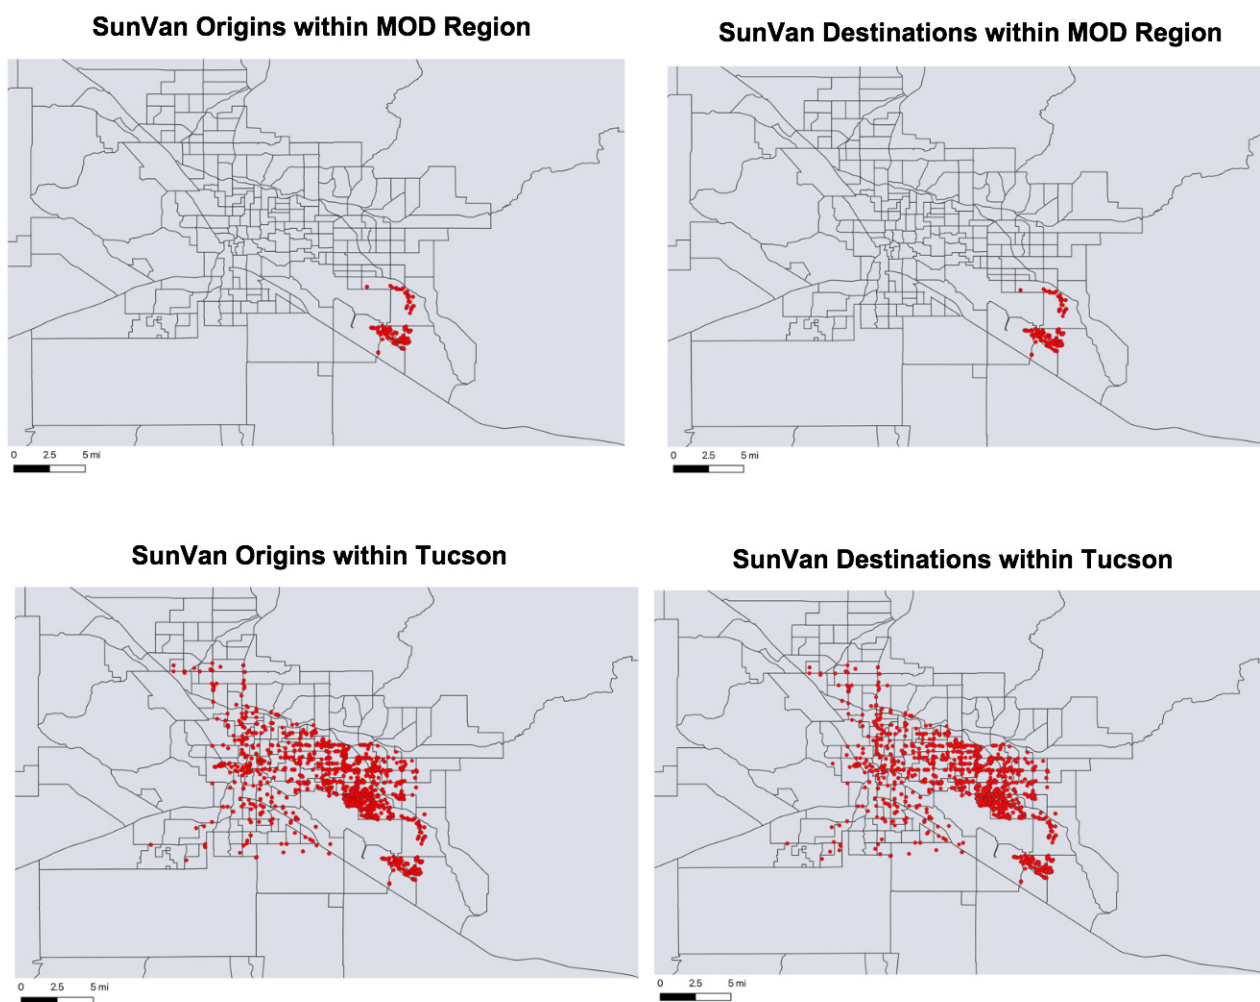 SunVan Origins within MOD Region
SunVan Destinations within MOD Region
0 2.5 5 mi
0 2.5 5 mi
SunVan Origins within Tucson
SunVan Destinations within Tucson
0 2.5 5 mi
0 2.5 5 mi